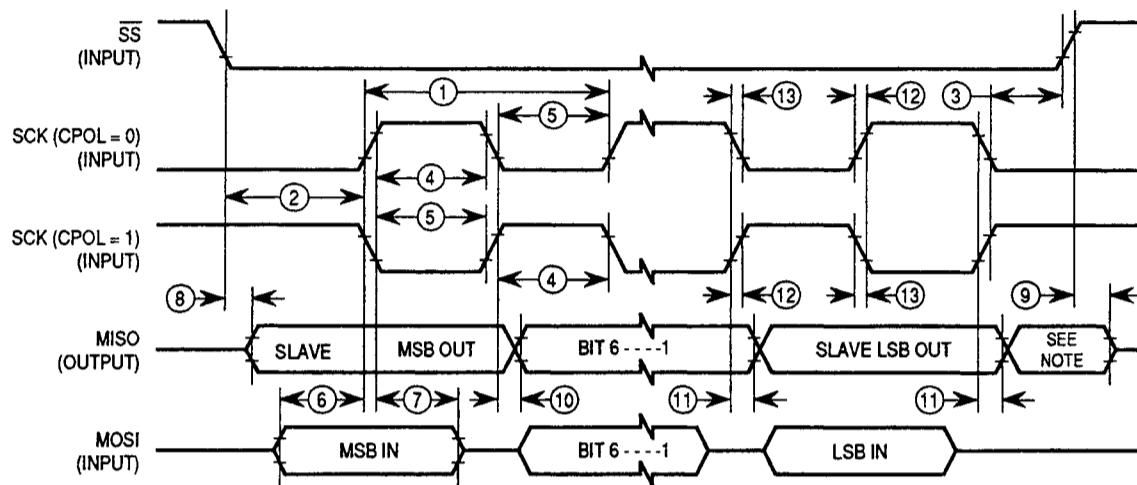 SS
(INPUT)
1
13
12
3
5
SCK (CPOL = 0)
(INPUT)
4
2
5
SCK (CPOL = 1)
(INPUT)
4
8
12
13
9
MISO
(OUTPUT)
SLAVE
MSB OUT
BIT 6 - - - - -1
SLAVE LSB OUT
SEE
NOTE
6
7
10
11
11
MOSI
(INPUT)
MSB IN
BIT 6 - - - - -1
LSB IN